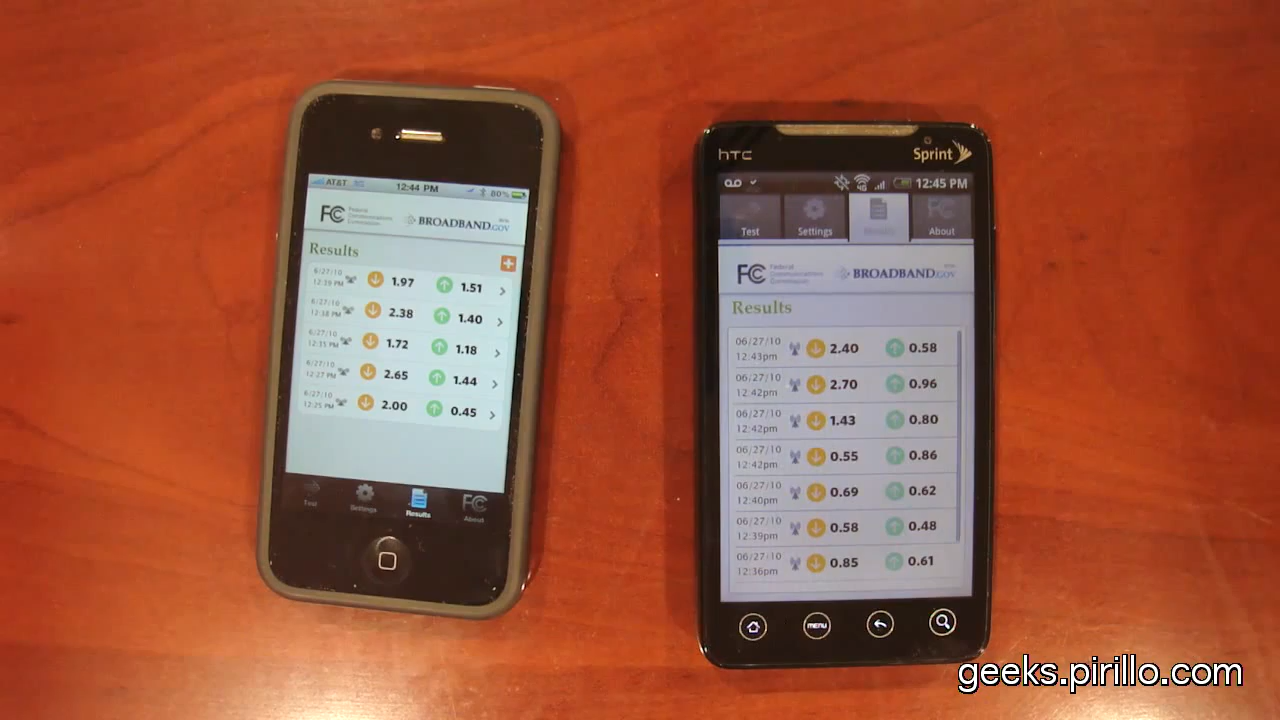 AT&T 3G 12:44 PM 80%
FCC Federal Communications Commission BROADBAND.GOV BETA
Results
6/27/10 1.97 1.51
12:39 PM
6/27/10 2.38 1.40
12:38 PM
6/27/10 1.72 1.18
12:35 PM
6/27/10 2.65 1.44
12:27 PM
6/27/10 2.00 0.45
12:25 PM
Test Settings Results About
hTC Sprint
4G 12:45 PM
Test Settings Results About
FCC Federal Communications Commission BROADBAND.GOV
Results
06/27/10 2.40 0.58
12:43pm
06/27/10 2.70 0.96
12:42pm
06/27/10 1.43 0.80
12:42pm
06/27/10 0.55 0.86
12:42pm
06/27/10 0.69 0.62
12:40pm
06/27/10 0.58 0.48
12:39pm
06/27/10 0.85 0.61
12:36pm
MENU
geeks.pirillo.com